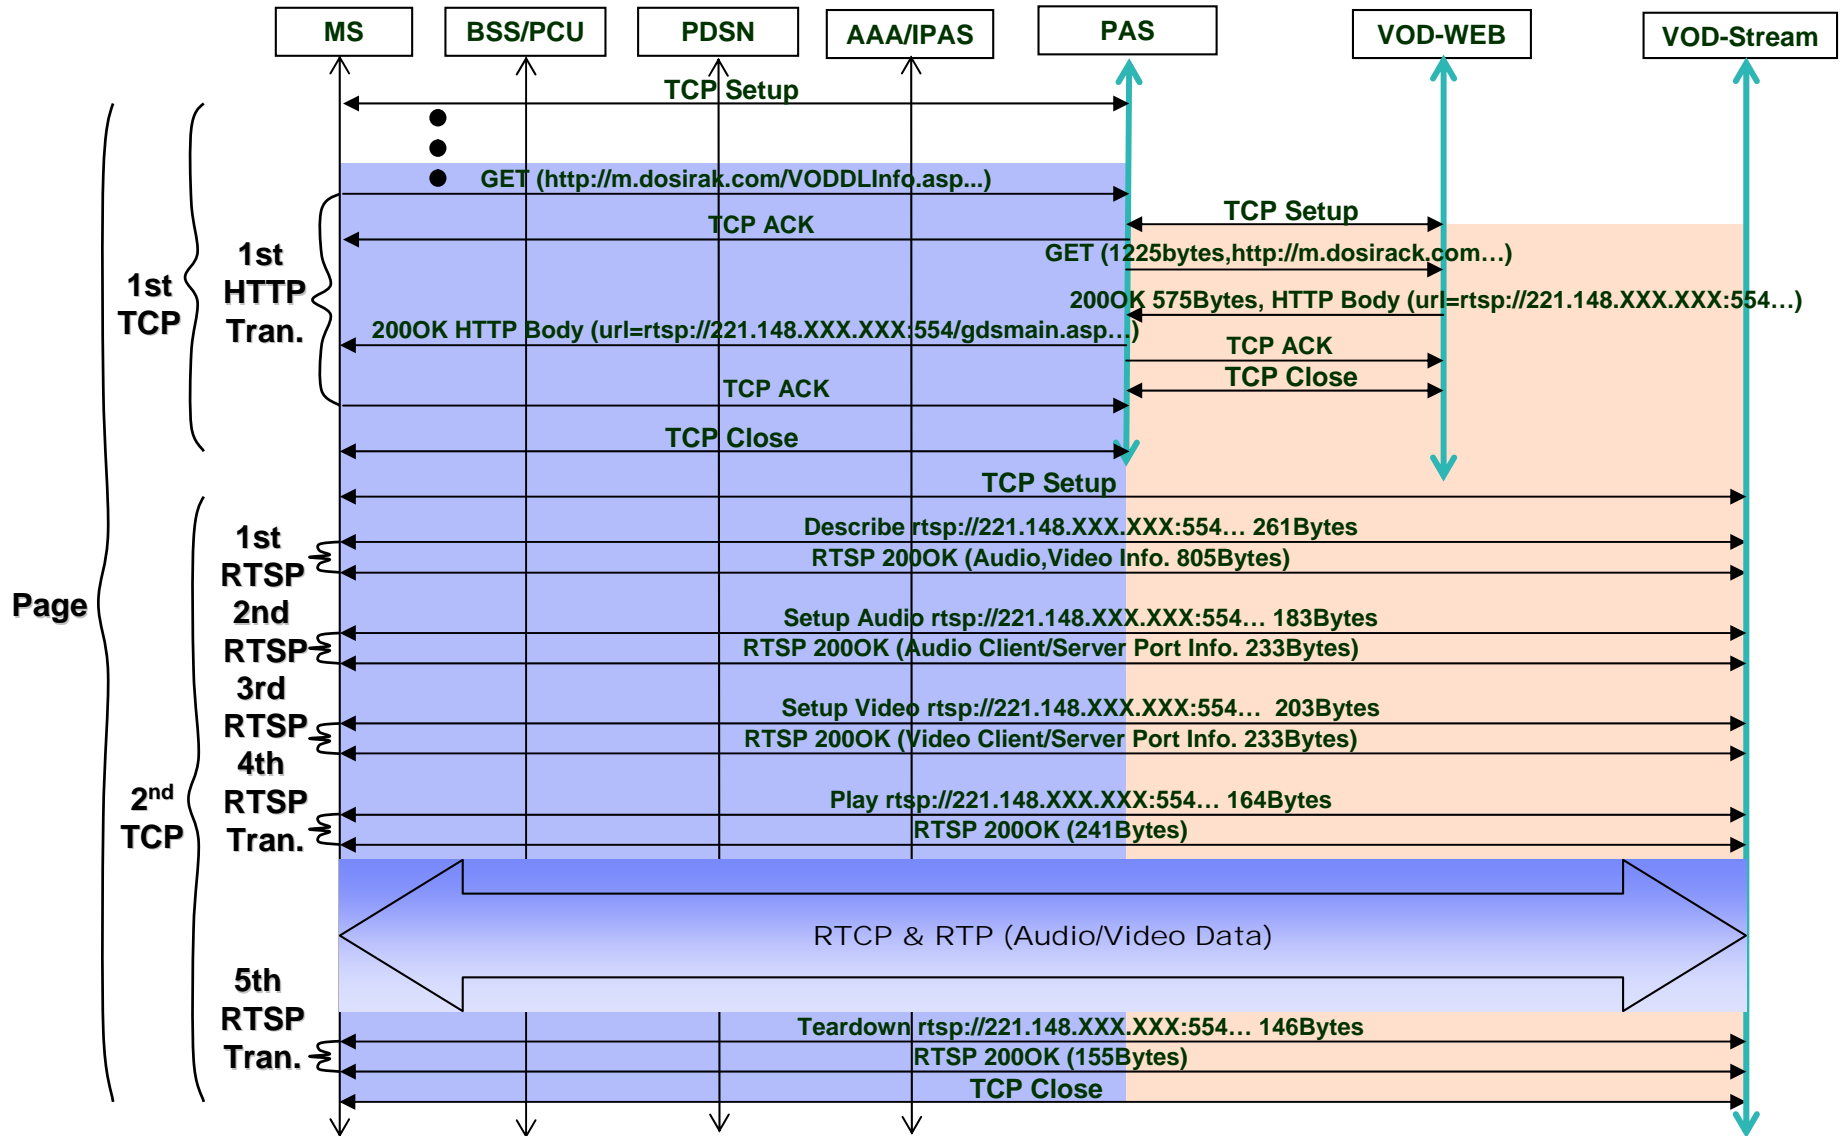 MS
BSS/PCU
PDSN
AAA/IPAS
PAS
VOD-WEB
VOD-Stream
TCP Setup
GET (http://m.dosirak.com/VODDLInfo.asp...)
TCP Setup
TCP ACK
GET (1225bytes,http://m.dosirack.com…)
200OK 575Bytes, HTTP Body (url=rtsp://221.148.XXX.XXX:554…)
200OK HTTP Body (url=rtsp://221.148.XXX.XXX:554/gdsmain.asp…)
TCP ACK
TCP Close
TCP ACK
TCP Close
1st
HTTP
Tran.
1st
TCP
TCP Setup
Describe rtsp://221.148.XXX.XXX:554… 261Bytes
RTSP 200OK (Audio,Video Info. 805Bytes)
1st
RTSP
Page
2nd
RTSP
Setup Audio rtsp://221.148.XXX.XXX:554… 183Bytes
RTSP 200OK (Audio Client/Server Port Info. 233Bytes)
3rd
RTSP
Setup Video rtsp://221.148.XXX.XXX:554…  203Bytes
RTSP 200OK (Video Client/Server Port Info. 233Bytes)
4th
RTSP
Tran.
2nd
TCP
Play rtsp://221.148.XXX.XXX:554… 164Bytes
RTSP 200OK (241Bytes)
RTCP & RTP (Audio/Video Data)
5th
RTSP
Tran.
Teardown rtsp://221.148.XXX.XXX:554… 146Bytes
RTSP 200OK (155Bytes)
TCP Close